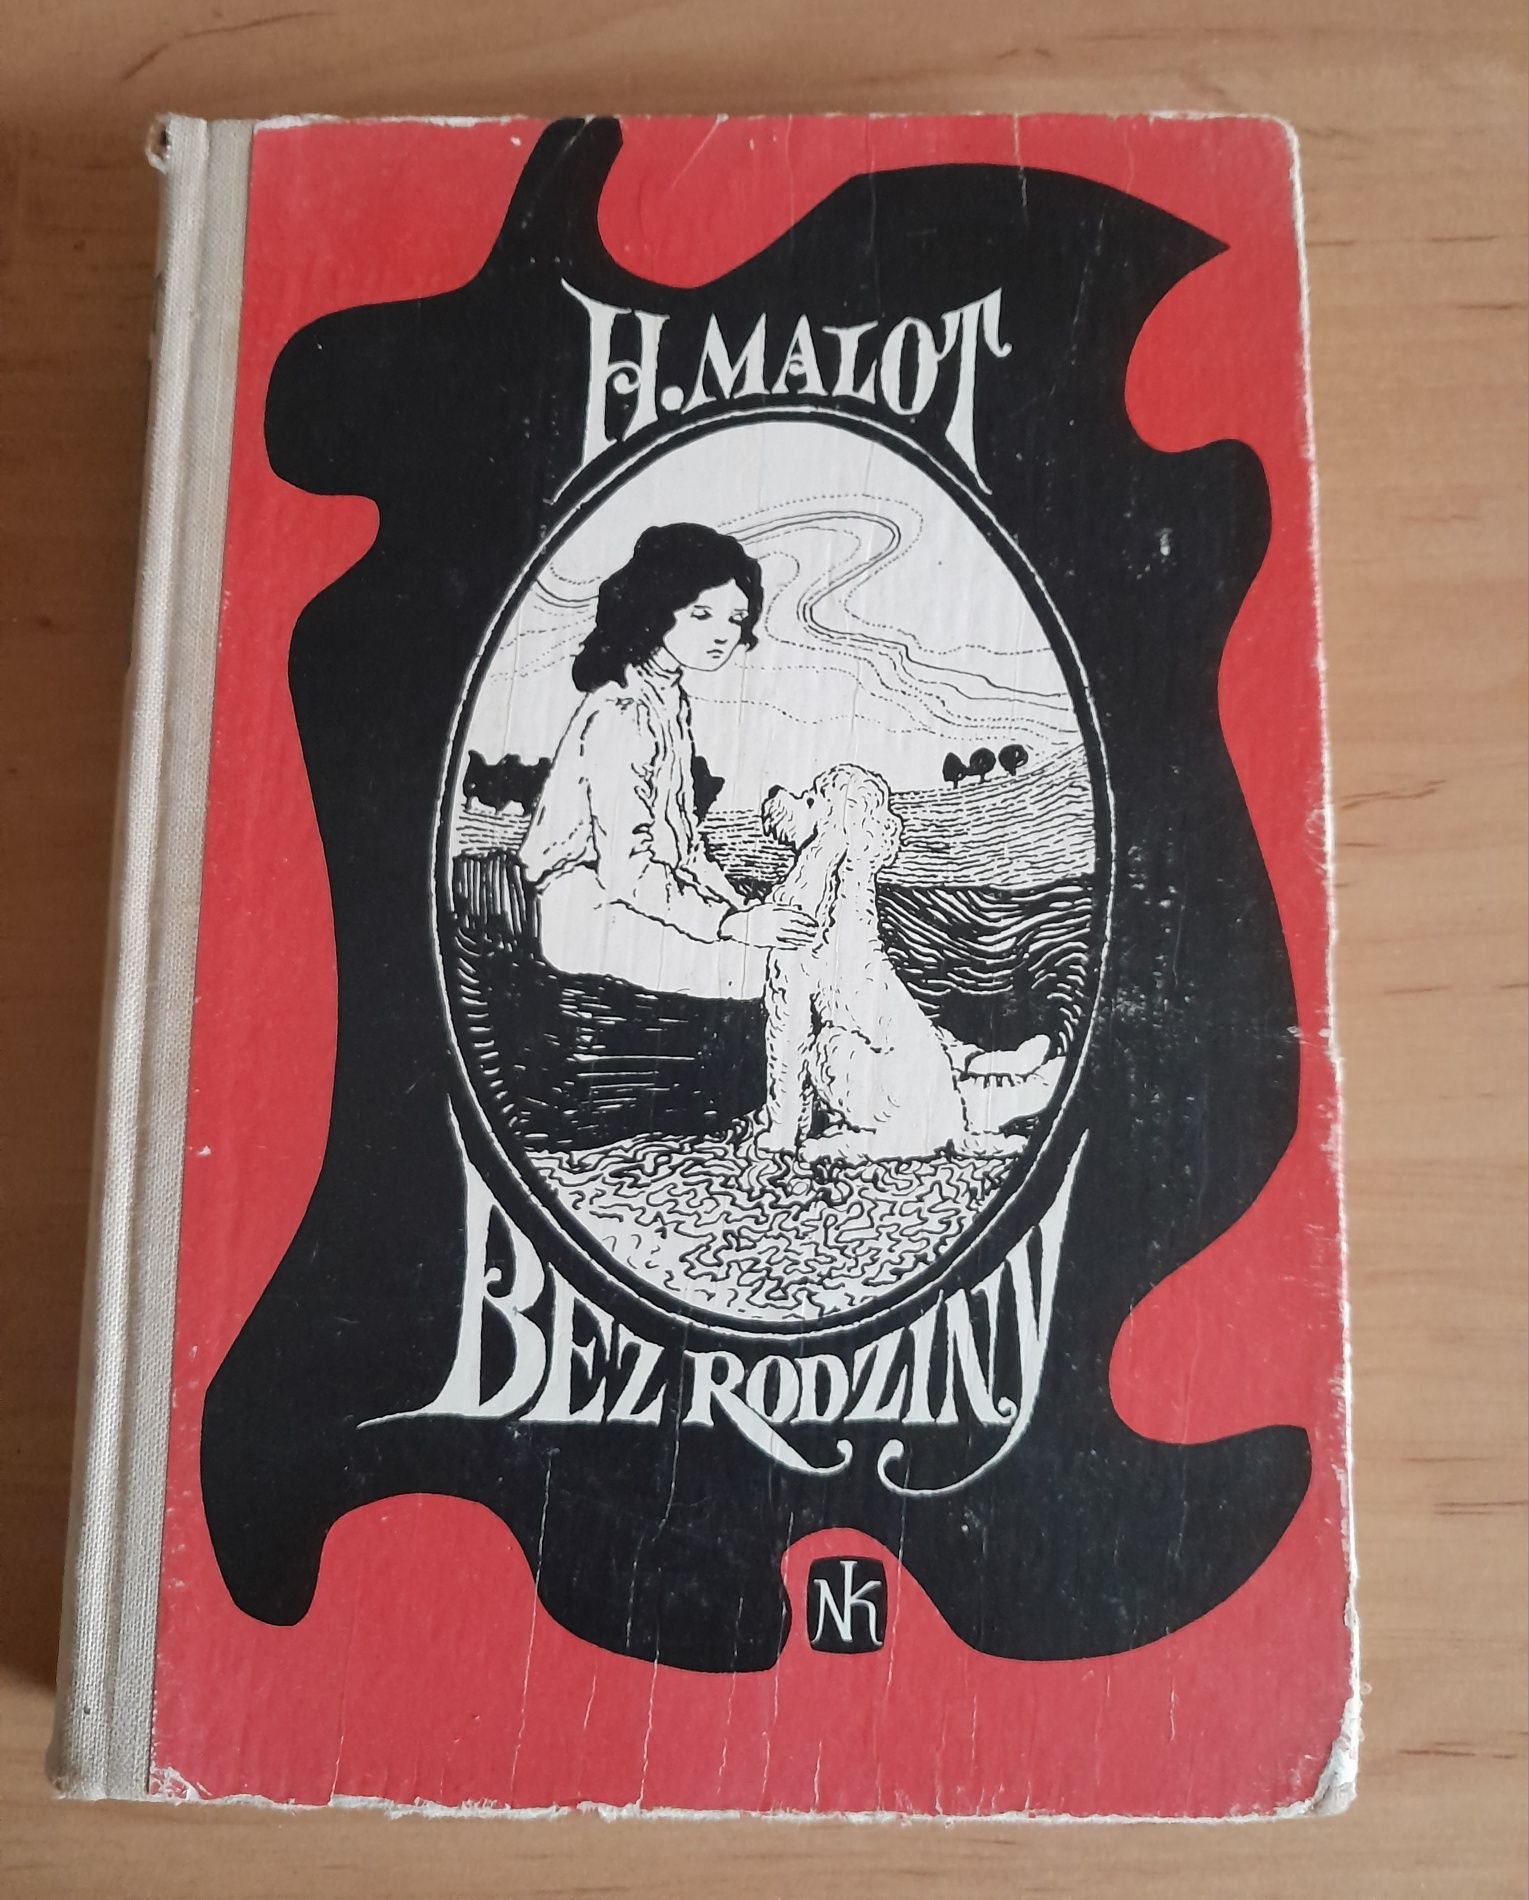 H. MALOT
BEZ RODZINY
NK